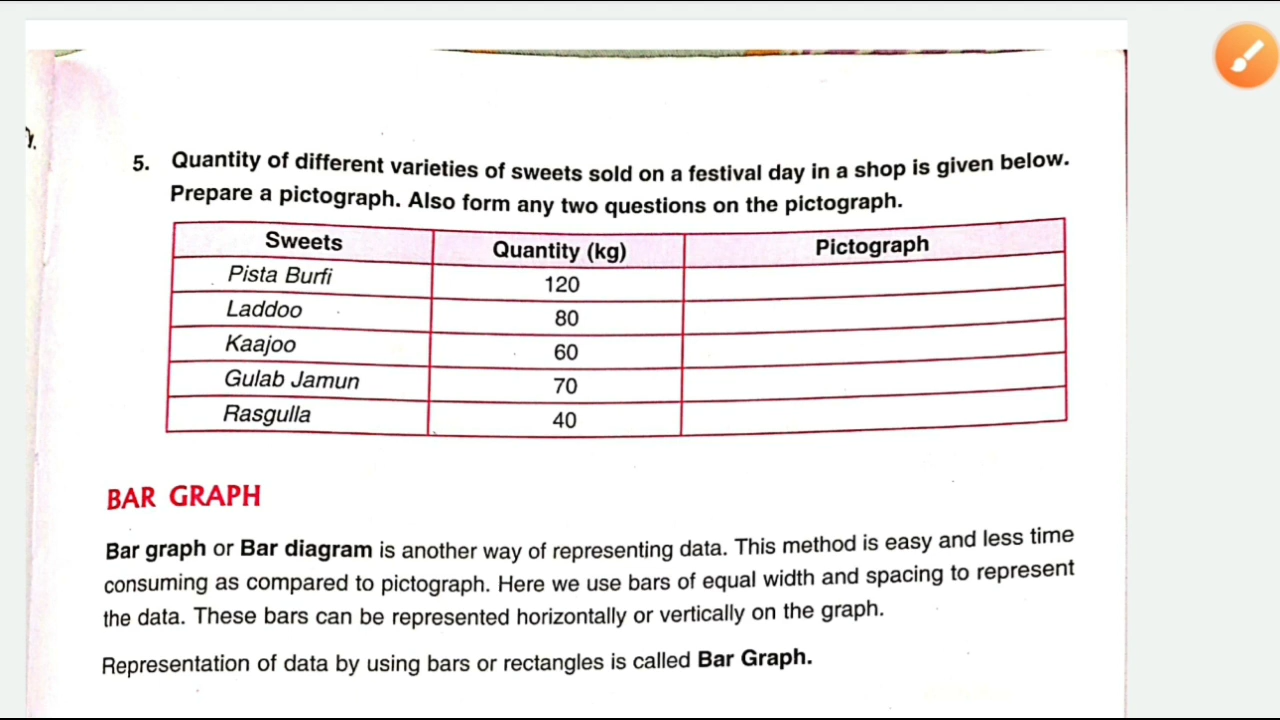 5. Quantity of different varieties of sweets sold on a festival day in a shop is given below.
Prepare a pictograph. Also form any two questions on the pictograph.
Sweets Quantity (kg) Pictograph
Pista Burfi 120
Laddoo 80
Kaajoo 60
Gulab Jamun 70
Rasgulla 40
BAR GRAPH
Bar graph or Bar diagram is another way of representing data. This method is easy and less time
consuming as compared to pictograph. Here we use bars of equal width and spacing to represent
the data. These bars can be represented horizontally or vertically on the graph.
Representation of data by using bars or rectangles is called Bar Graph.